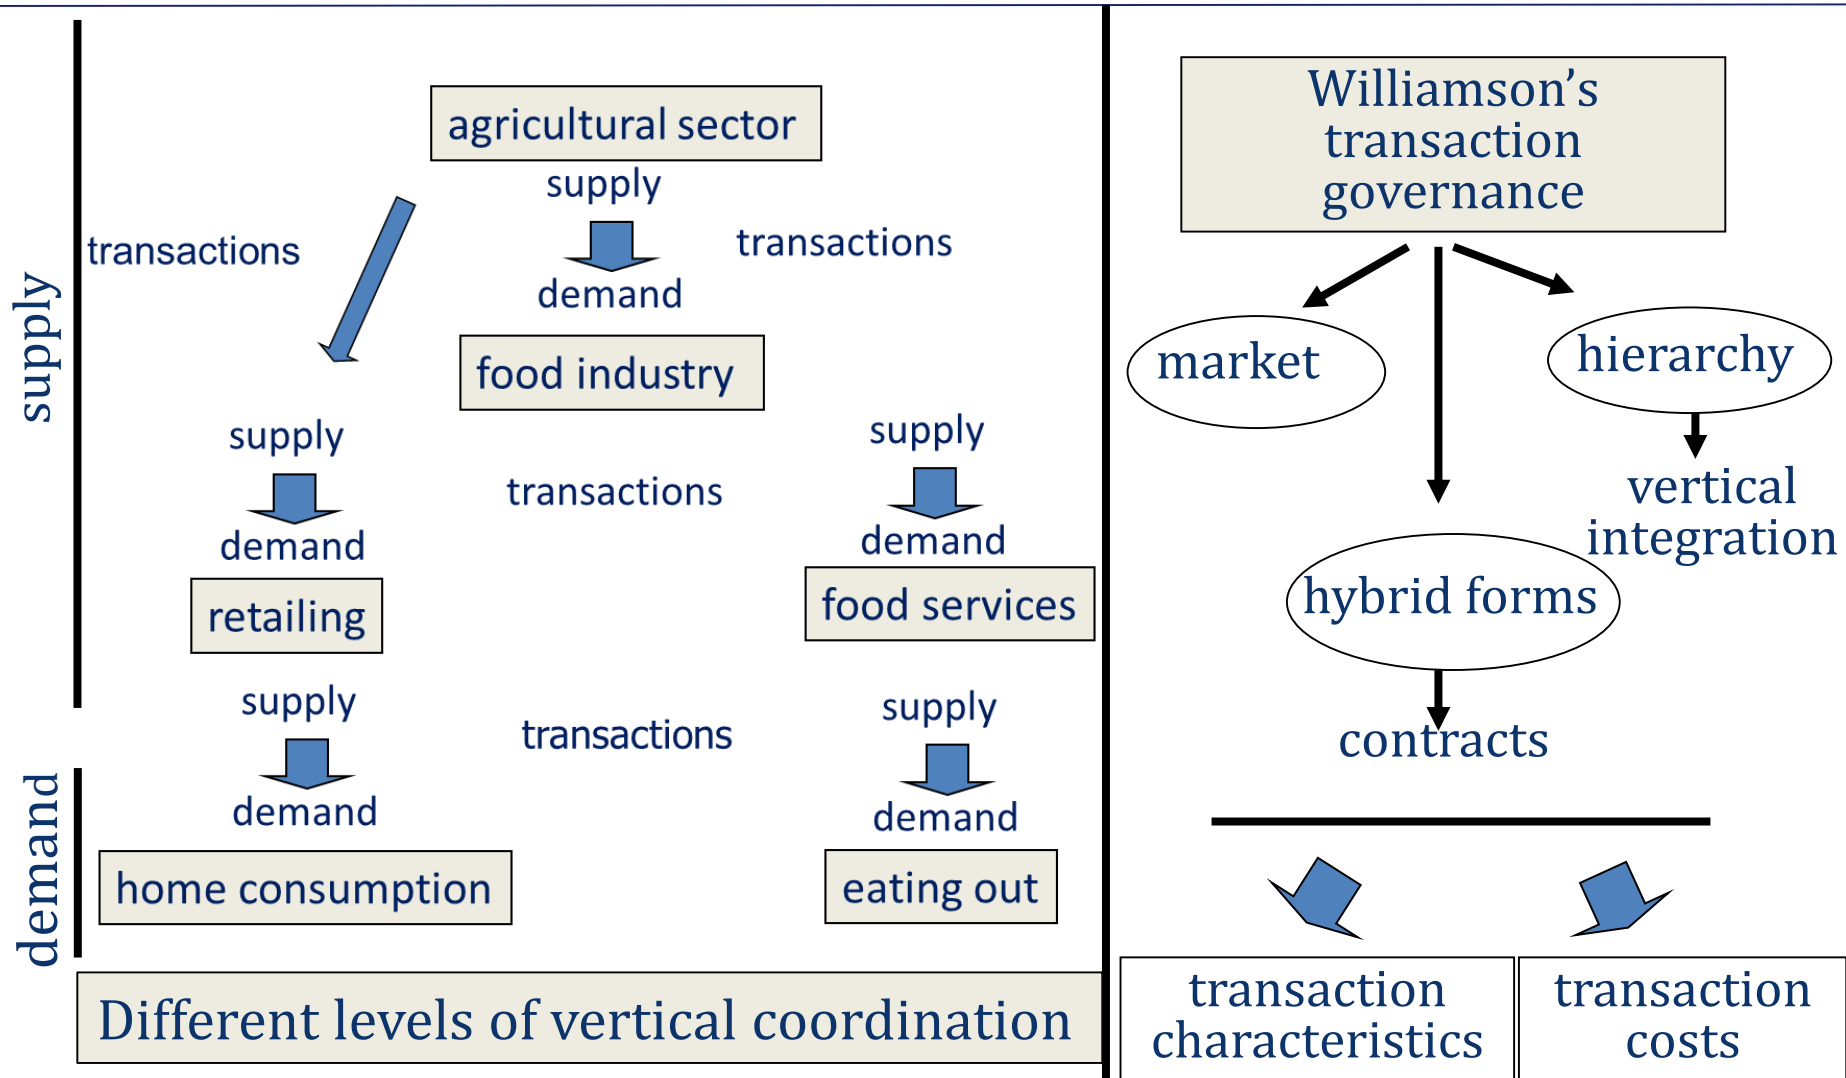 agricultural sector
supply
transactions
transactions
demand
food industry
supply
supply
transactions
demand
demand
retailing
food services
supply
supply
transactions
demand
demand
home consumption
eating out
supply
demand
Different levels of vertical coordination
Williamson’s
transaction
governance
market
hierarchy
vertical
integration
hybrid forms
contracts
transaction
characteristics
transaction
costs